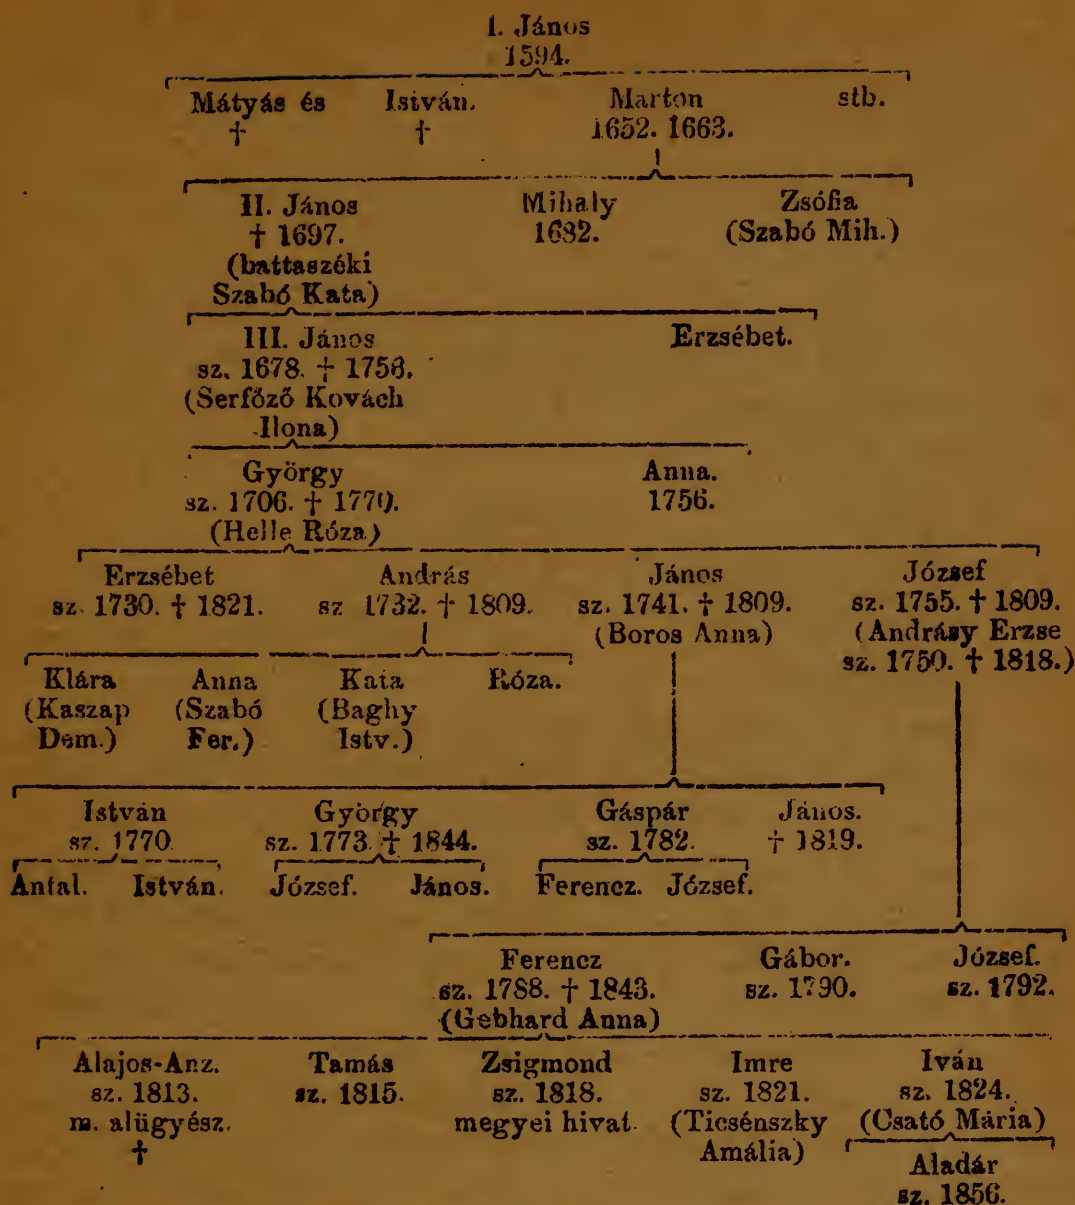 I. János
1594.
Mátyás és István. Marton stb.
† † 1652. 1663.
II. János Mihaly Zsófia
† 1697. 1682. (Szabó Mih.)
(battaszéki
Szabó Kata)
III. János Erzsébet.
sz. 1678. † 1758.
(Serfőző Kovách
Ilona)
György Anna.
sz. 1706. † 1770. 1756.
(Helle Róza)
Erzsébet András János József
sz. 1730. † 1821. sz 1732. † 1809. sz. 1741. † 1809. sz. 1755. † 1809.
(Boros Anna) (Andrásy Erzse
sz. 1750. † 1818.)
Klára Anna Kata Róza.
(Kaszap (Szabó (Baghy
Dem.) Fer.) Istv.)
István György Gáspár János.
sz. 1770. sz. 1773. † 1844. sz. 1782. † 1819.
Antal. István. József. János. Ferencz. József.
Ferencz Gábor. József.
sz. 1788. † 1843. sz. 1790. sz. 1792.
(Gebhard Anna)
Alajos-Anz. Tamás Zsigmond Imre Iván
sz. 1813. sz. 1815. sz. 1818. sz. 1821. sz. 1824.
m. alügyész. megyei hivat. (Ticsénszky (Csató Mária)
† Amália)
Aladár
sz. 1856.